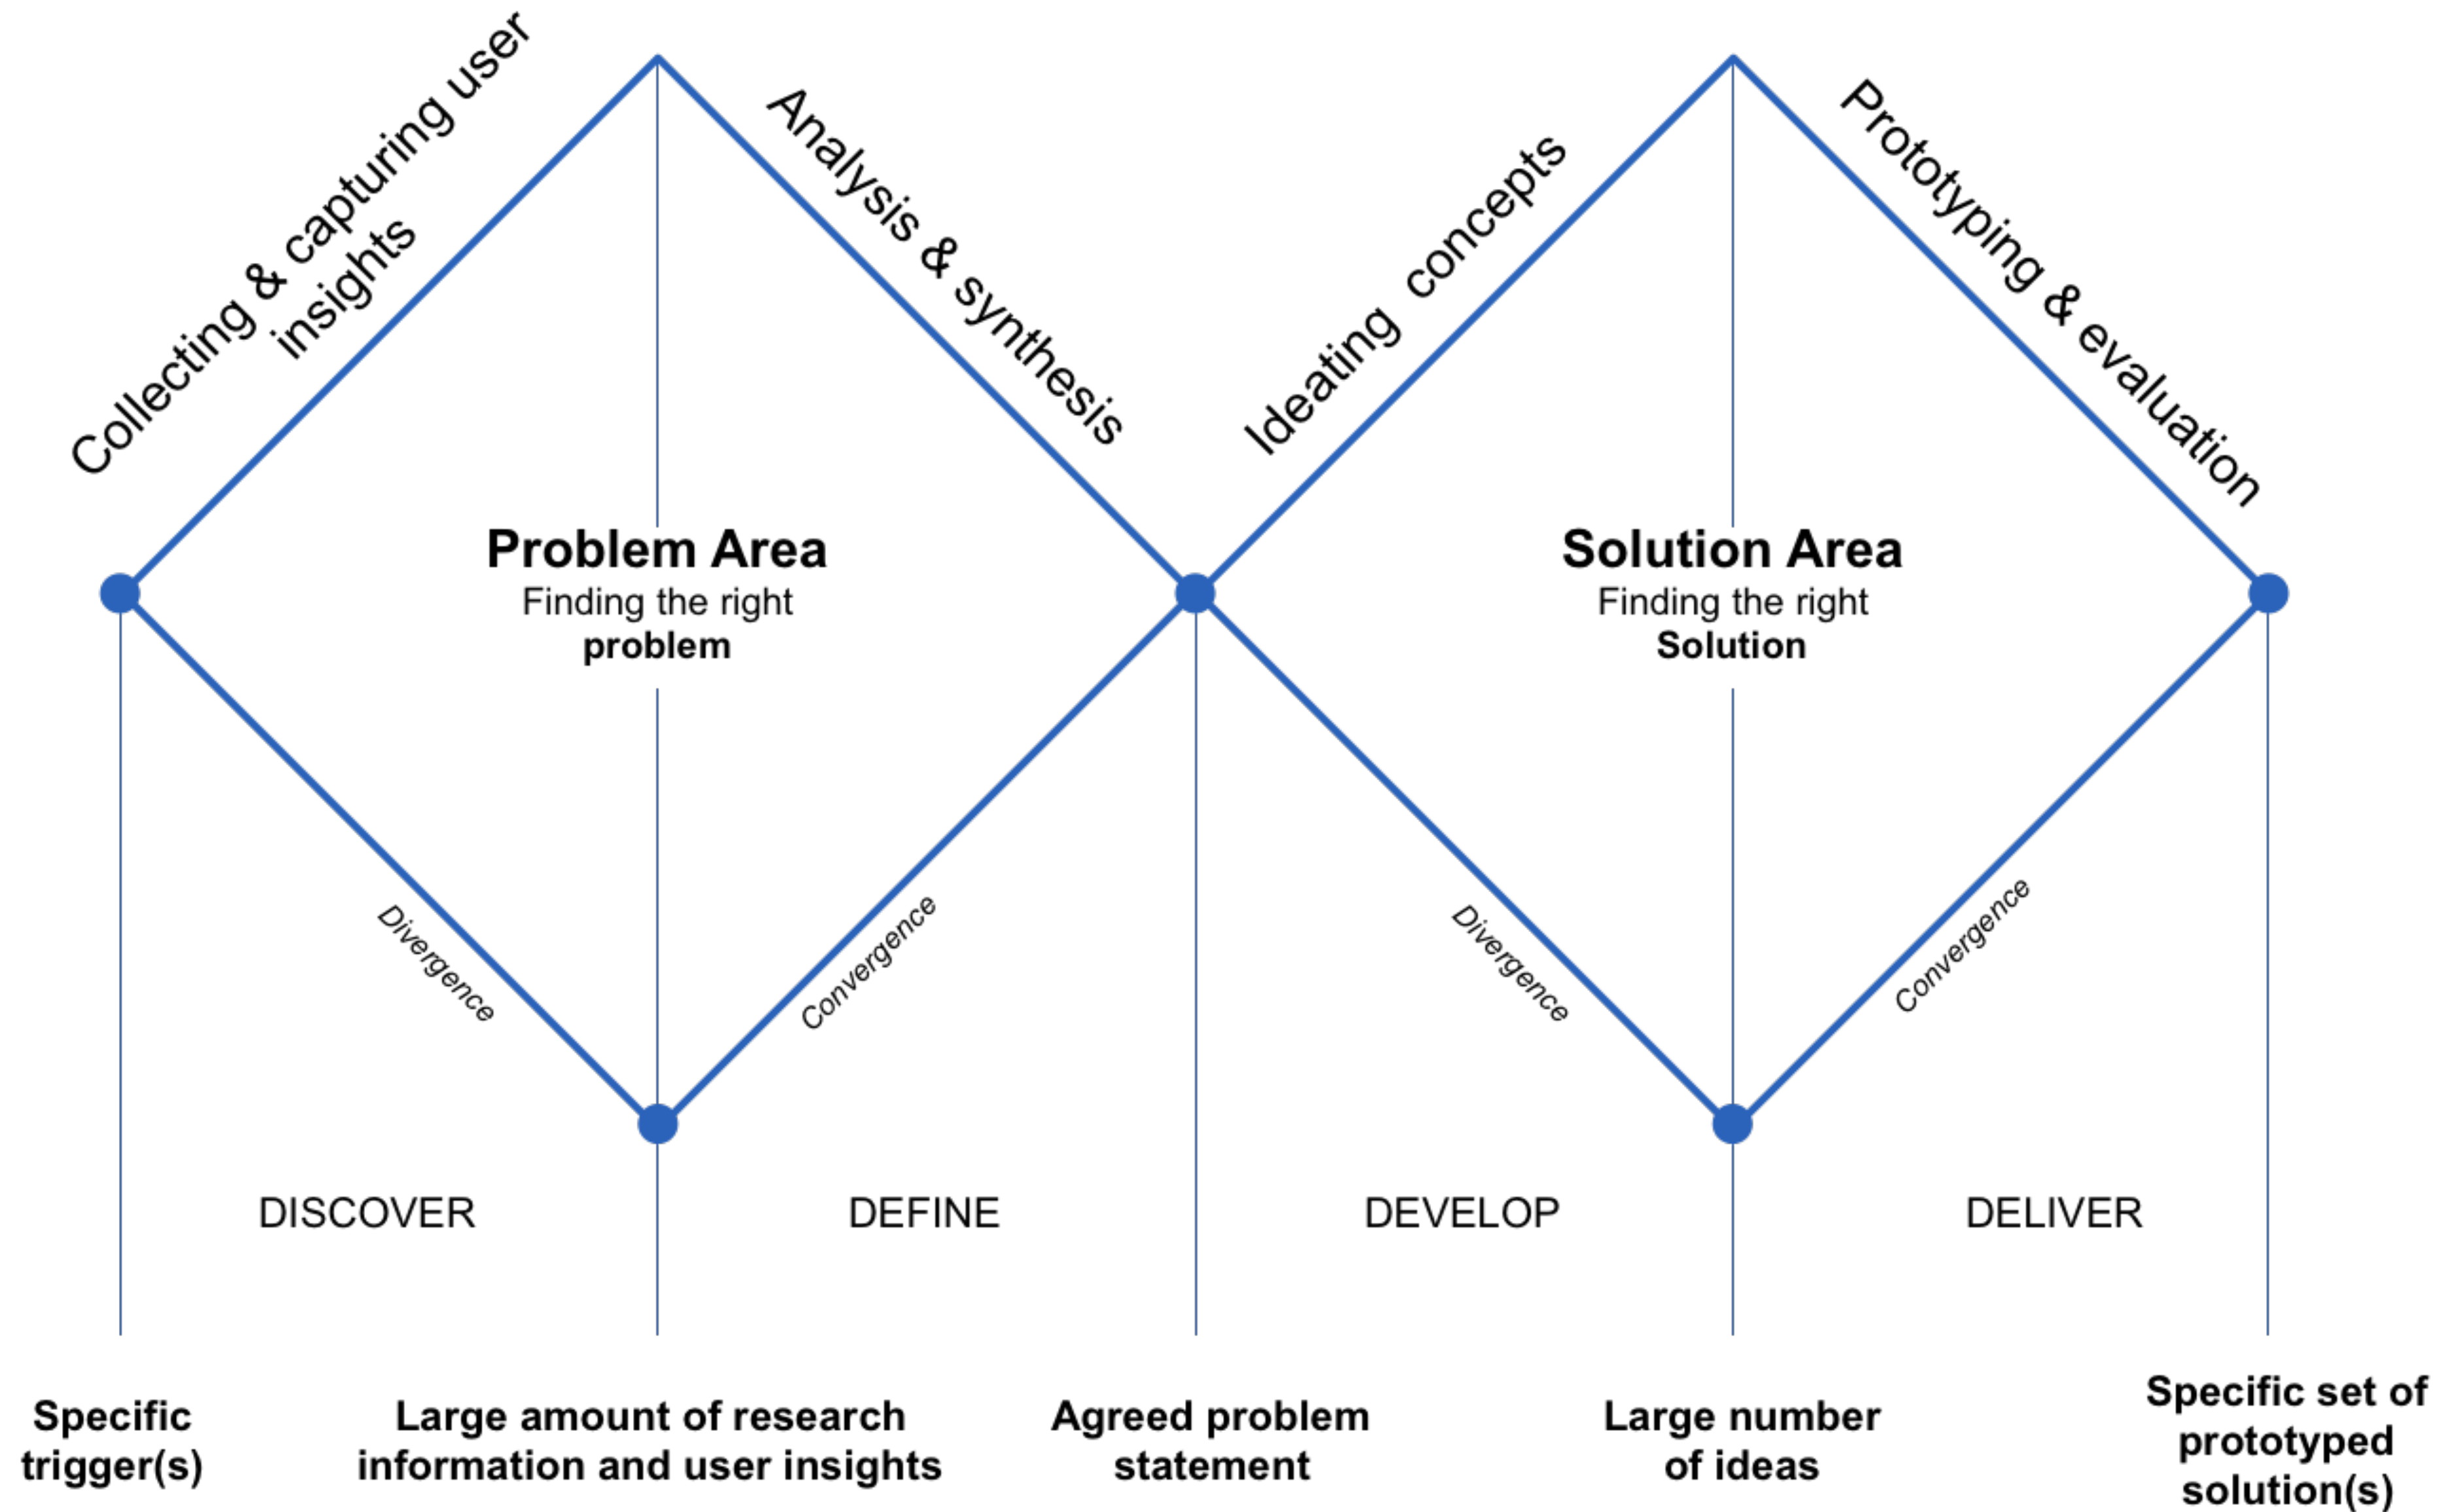 Collecting & capturing user
insights
Analysis & synthesis
Ideating concepts
Prototyping & evaluation
Problem Area
Finding the right
problem
Solution Area
Finding the right
Solution
Divergence
Convergence
Divergence
Convergence
DISCOVER
DEFINE
DEVELOP
DELIVER
Specific
trigger(s)
Large amount of research
information and user insights
Agreed problem
statement
Large number
of ideas
Specific set of
prototyped
solution(s)